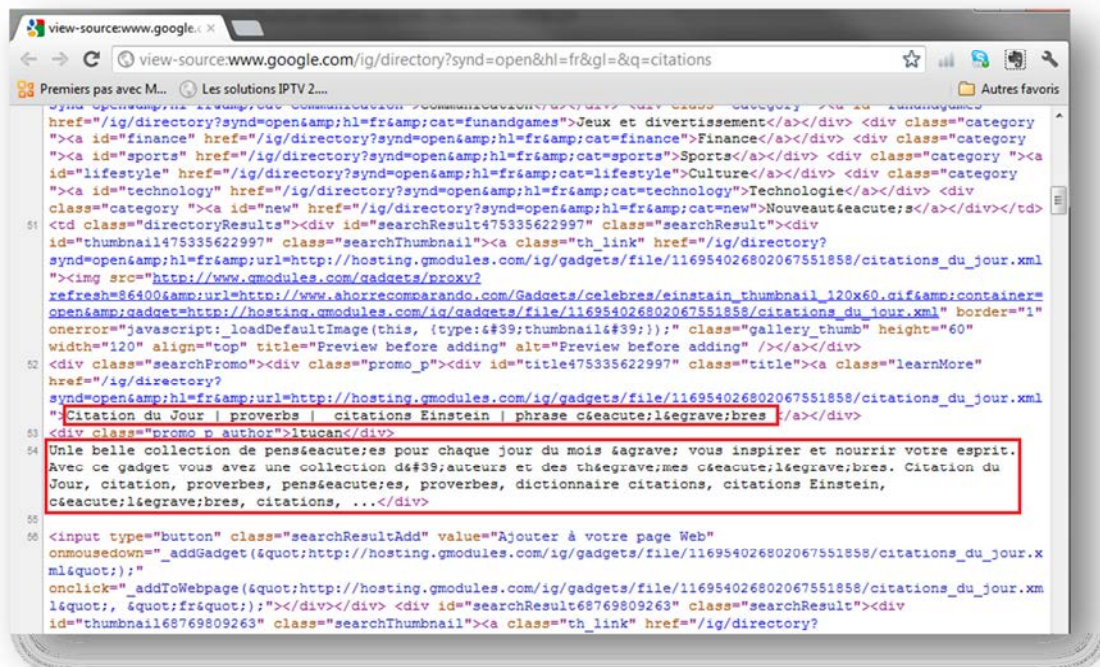 view-source:www.google.c
view-source:www.google.com/ig/directory?synd=open&hl=fr&gl=&q=citations
Premiers pas avec M... Les solutions IPTV 2.... Autres favoris
synd=open&amp;hl=fr&amp;cat=communication">Communication</a></div> <div class="category "><a id="funandgames"
href="/ig/directory?synd=open&amp;hl=fr&amp;cat=funandgames">Jeux et divertissement</a></div> <div class="category
"><a id="finance" href="/ig/directory?synd=open&amp;hl=fr&amp;cat=finance">Finance</a></div> <div class="category
"><a id="sports" href="/ig/directory?synd=open&amp;hl=fr&amp;cat=sports">Sports</a></div> <div class="category "><a
id="lifestyle" href="/ig/directory?synd=open&amp;hl=fr&amp;cat=lifestyle">Culture</a></div> <div class="category
"><a id="technology" href="/ig/directory?synd=open&amp;hl=fr&amp;cat=technology">Technologie</a></div> <div
class="category "><a id="new" href="/ig/directory?synd=open&amp;hl=fr&amp;cat=new">Nouveaut&eacute;s</a></div></td>
51 <td class="directoryResults"><div id="searchResult475335622997" class="searchResult"><div
id="thumbnail475335622997" class="searchThumbnail"><a class="th_link" href="/ig/directory?
synd=open&amp;hl=fr&amp;url=http://hosting.gmodules.com/ig/gadgets/file/116954026802067551858/citations_du_jour.xml
"><img src="http://www.gmodules.com/gadgets/proxy?
refresh=86400&amp;url=http://www.ahorrecomparando.com/Gadgets/celebres/einstain_thumbnail_120x60.gif&amp;container=
open&amp;gadget=http://hosting.gmodules.com/ig/gadgets/file/116954026802067551858/citations_du_jour.xml" border="1"
onerror="javascript:_loadDefaultImage(this, {type:&#39;thumbnail&#39;});" class="gallery_thumb" height="60"
width="120" align="top" title="Preview before adding" alt="Preview before adding" /></a></div>
52 <div class="searchPromo"><div class="promo_p"><div id="title475335622997" class="title"><a class="learnMore"
href="/ig/directory?
synd=open&amp;hl=fr&amp;url=http://hosting.gmodules.com/ig/gadgets/file/116954026802067551858/citations_du_jour.xml
">Citation du Jour | proverbs | citations Einstein | phrase c&eacute;l&egrave;bres </a></div>
53 <div class="promo_p_author">ltucan</div>
54 Unle belle collection de pens&eacute;es pour chaque jour du mois &agrave; vous inspirer et nourrir votre esprit.
Avec ce gadget vous avez une collection d&#39;auteurs et des th&egrave;mes c&eacute;l&egrave;bres. Citation du
Jour, citation, proverbes, pens&eacute;es, proverbes, dictionnaire citations, citations Einstein,
c&eacute;l&egrave;bres, citations, ...</div>
55
56 <input type="button" class="searchResultAdd" value="Ajouter à votre page Web"
onmousedown="_addGadget(&quot;http://hosting.gmodules.com/ig/gadgets/file/116954026802067551858/citations_du_jour.x
ml&quot;);"
onclick="_addToWebpage(&quot;http://hosting.gmodules.com/ig/gadgets/file/116954026802067551858/citations_du_jour.xm
l&quot;, &quot;fr&quot;);"></div></div> <div id="searchResult68769809263" class="searchResult"><div
id="thumbnail68769809263" class="searchThumbnail"><a class="th_link" href="/ig/directory?